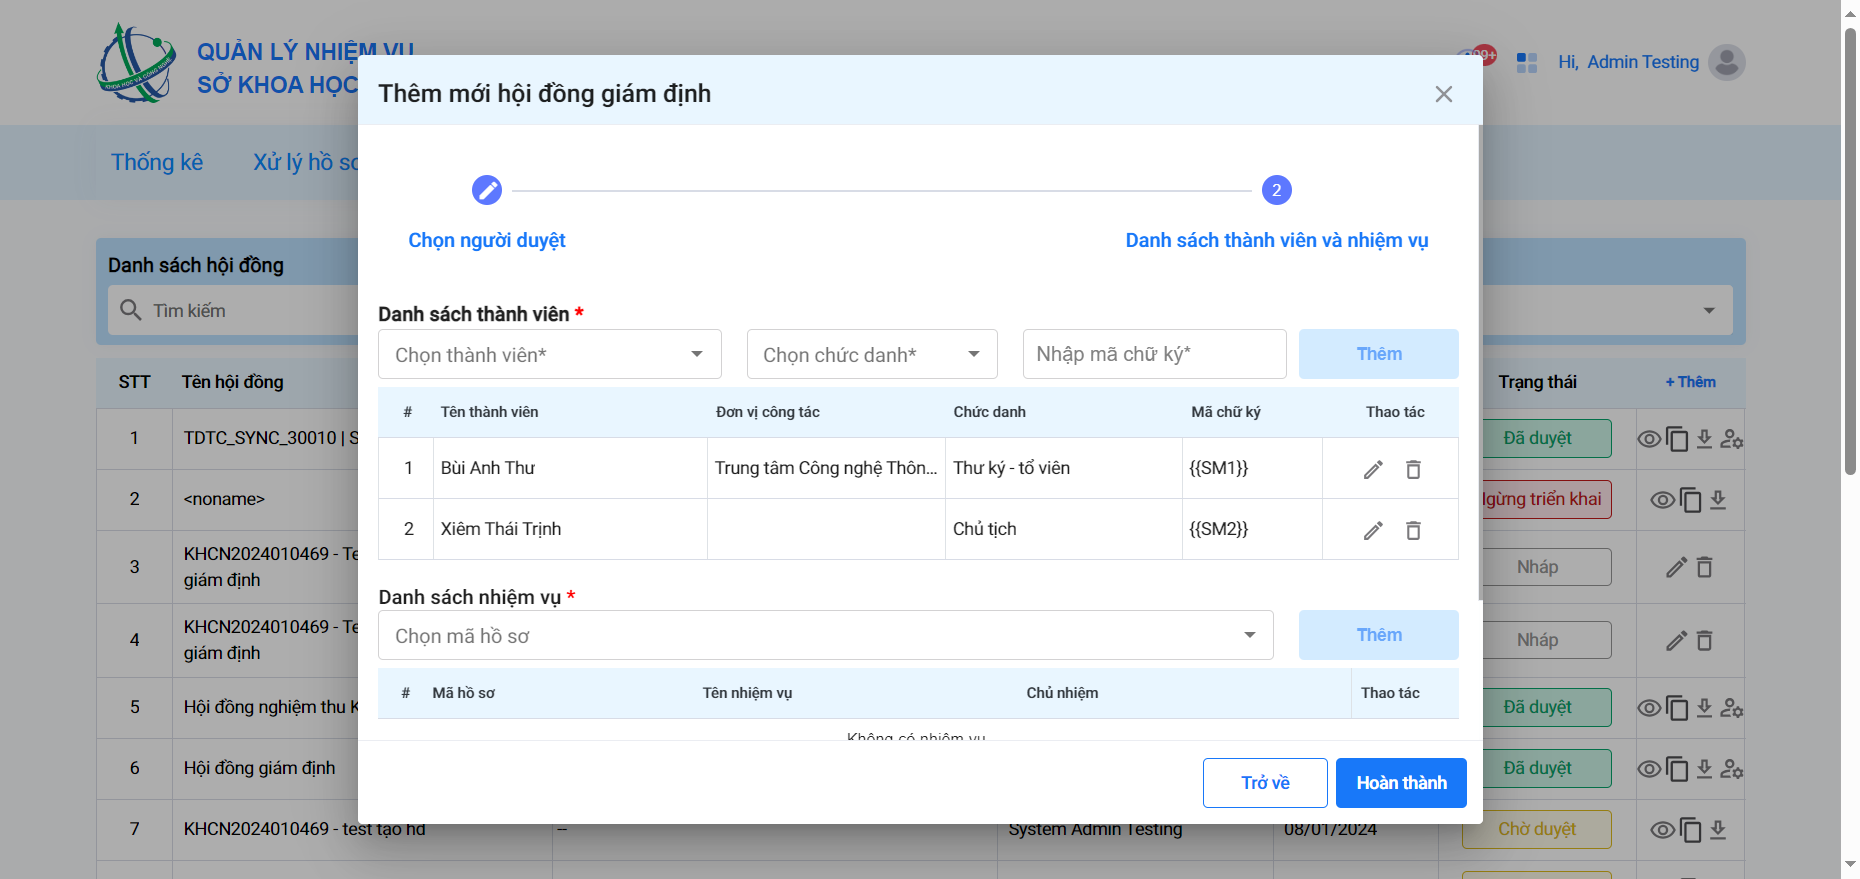 KHOA HỌC VÀ CÔNG NGHỆ
QUẢN LÝ NHIỆM VỤ
SỞ KHOA HỌC
99+
Hi, Admin Testing
Thống kê
Xử lý hồ sơ
Thêm mới hội đồng giám định
2
Chọn người duyệt
Danh sách thành viên và nhiệm vụ
Danh sách hội đồng
Tìm kiếm
Danh sách thành viên *
Chọn thành viên*
Chọn chức danh*
Nhập mã chữ ký*
Thêm
STT Tên hội đồng
Trạng thái
+ Thêm
# Tên thành viên Đơn vị công tác Chức danh Mã chữ ký Thao tác
1 Bùi Anh Thư Trung tâm Công nghệ Thôn... Thư ký - tổ viên {{SM1}}
2 Xiêm Thái Trịnh Chủ tịch {{SM2}}
Danh sách nhiệm vụ *
Chọn mã hồ sơ
Thêm
# Mã hồ sơ Tên nhiệm vụ Chủ nhiệm Thao tác
Không có nhiệm vụ
Trở về
Hoàn thành
1 TDTC_SYNC_30010 | S
Đã duyệt
2 <noname>
Ngừng triển khai
3 KHCN2024010469 - Te
giám định
Nháp
4 KHCN2024010469 - Te
giám định
Nháp
5 Hội đồng nghiệm thu K
Đã duyệt
6 Hội đồng giám định
Đã duyệt
7 KHCN2024010469 - test tạo hd -- System Admin Testing 08/01/2024 Chờ duyệt